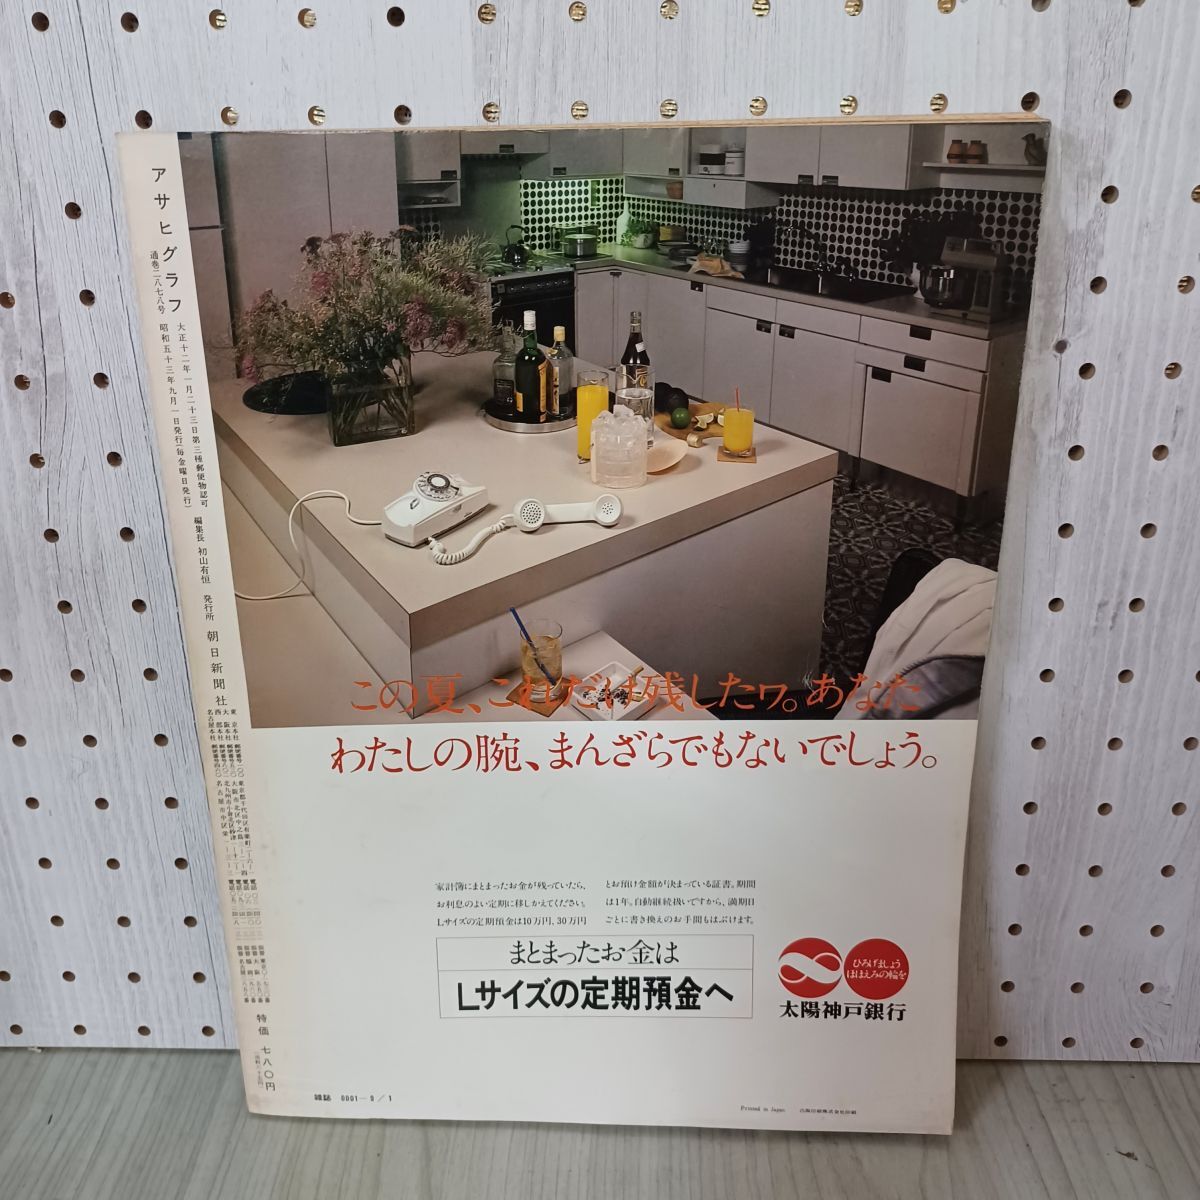 アサヒグラフ
通巻二八七八号
大正十二年一月二十三日第三種郵便物認可
昭和五十三年九月一日発行(毎金曜日発行)
編集長 初山有恒 発行所 朝日新聞社
特価 七八〇円
この夏、これだけ残したヮ。あなた
わたしの腕、まんざらでもないでしょう。
家計簿にまとまったお金が残っていたら、
お利息のよい定期に移しかえてください。
Lサイズの定期預金は10万円、30万円
とお預け金額が決まっている証書。期間
は1年。自動継続扱いですから、満期日
ごとに書き換えのお手間もはぶけます。
まとまったお金は
Lサイズの定期預金へ
ひろげましょう
ほほえみの輪を
太陽神戸銀行
雑誌 0001-9/1
Printed in Japan